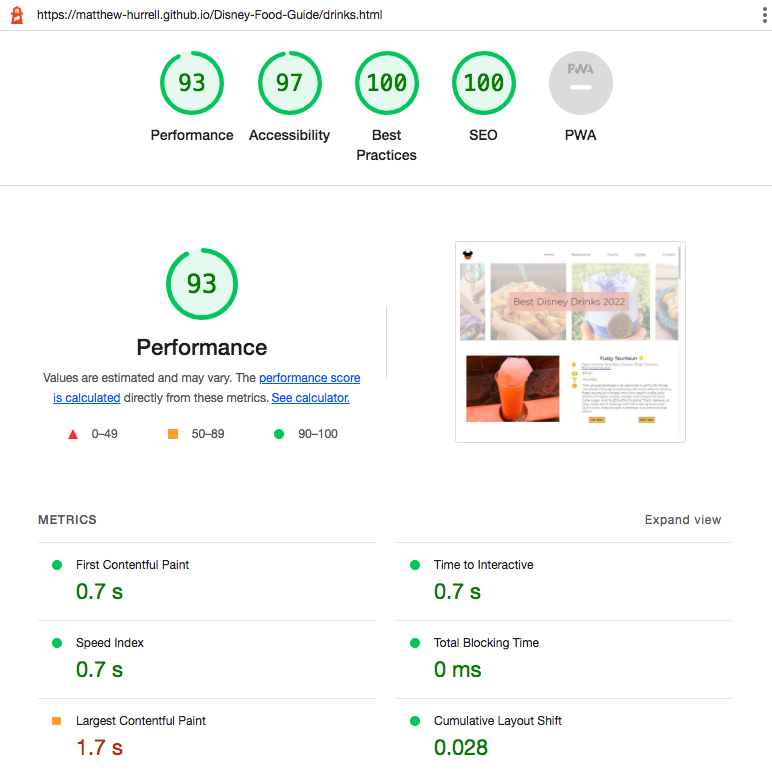 https://matthew-hurrell.github.io/Disney-Food-Guide/drinks.html
93
97
100
100
PWA
Performance
Accessibility
Best
Practices
SEO
PWA
93
Performance
Values are estimated and may vary. The performance score
is calculated directly from these metrics. See calculator.
0–49
50–89
90–100
Home
Restaurants
Drinks
Contact
Best Disney Drinks 2022
Fuzzy Tauntaun
METRICS
Expand view
First Contentful Paint
0.7 s
Time to Interactive
0.7 s
Speed Index
0.7 s
Total Blocking Time
0 ms
Largest Contentful Paint
1.7 s
Cumulative Layout Shift
0.028